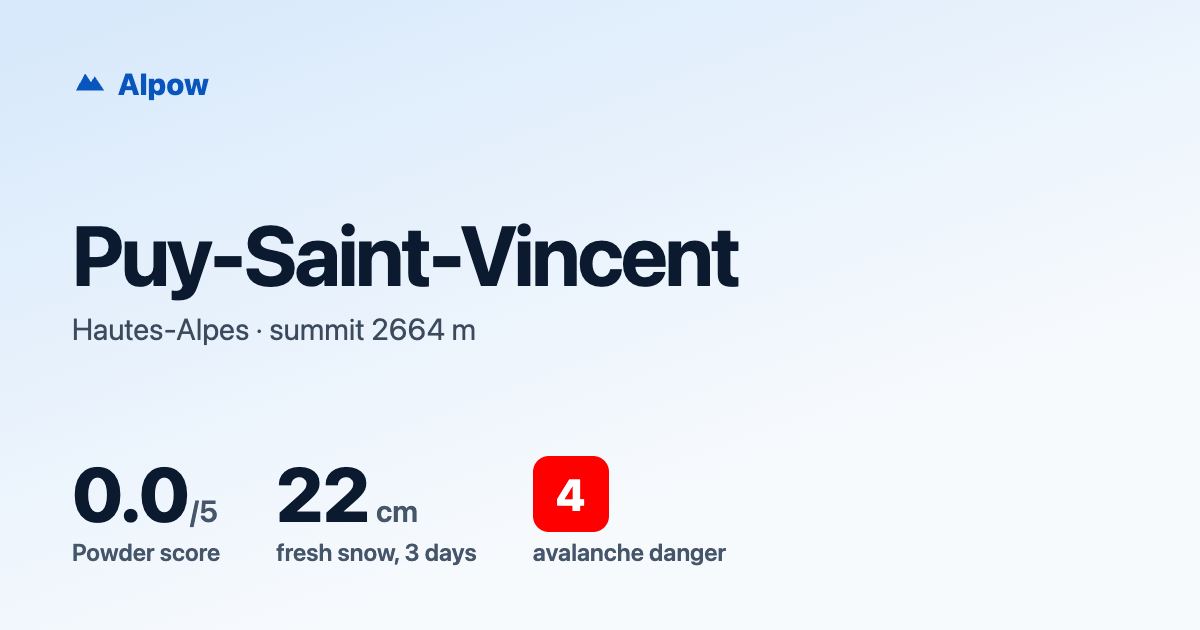 Alpow
Puy-Saint-Vincent
Hautes-Alpes · summit 2664 m
0.0/5
Powder score
22 cm
fresh snow, 3 days
4
avalanche danger